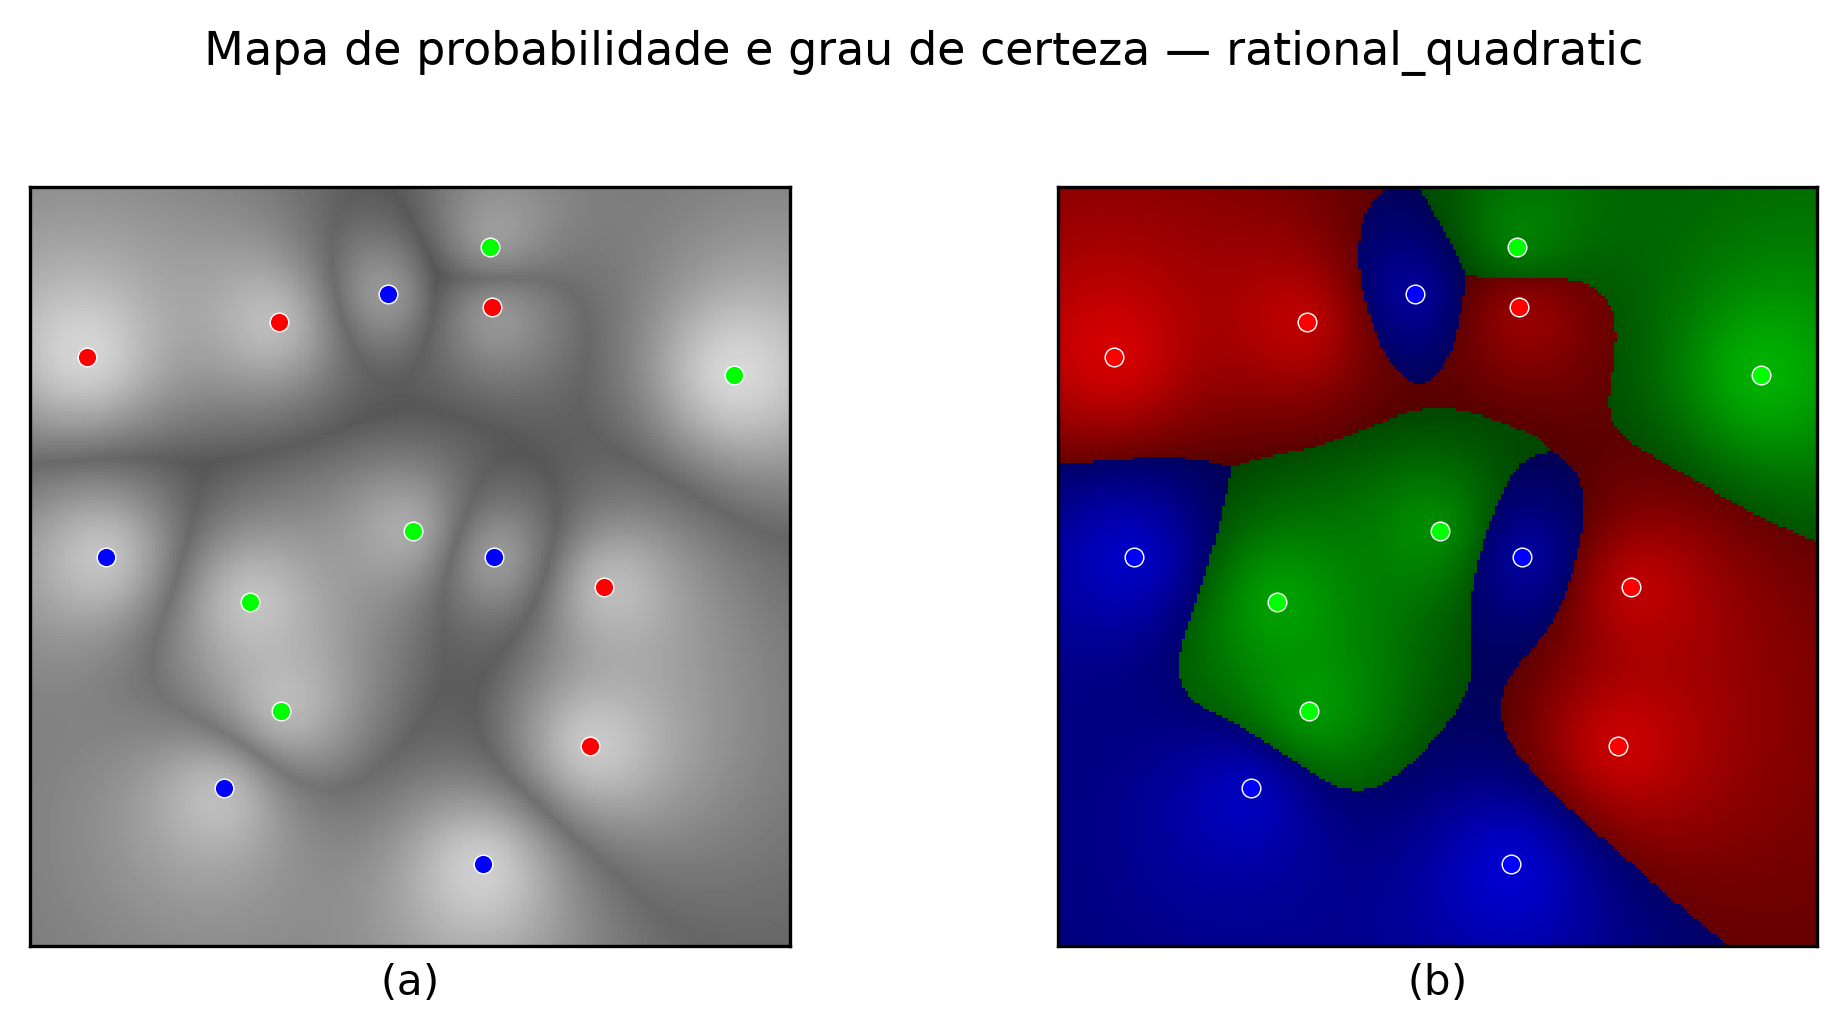 Mapa de probabilidade e grau de certeza — rational_quadratic
(a)
(b)